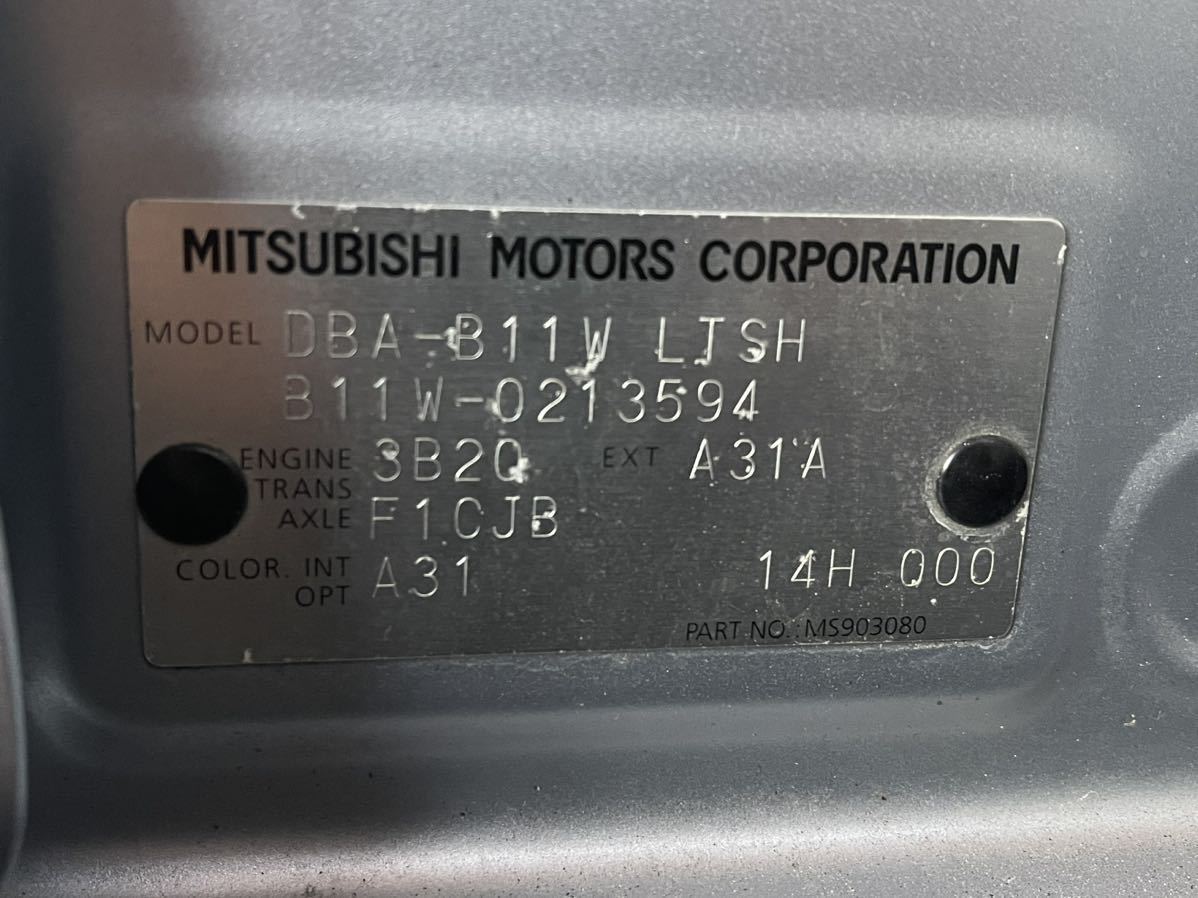 MITSUBISHI MOTORS CORPORATION
MODEL DBA-B11W LTSH
B11W-0213594
ENGINE 3B20 EXT A31A
TRANS
AXLE F1CJB
COLOR. INT A31 14H 000
OPT
PART NO.:MS903080